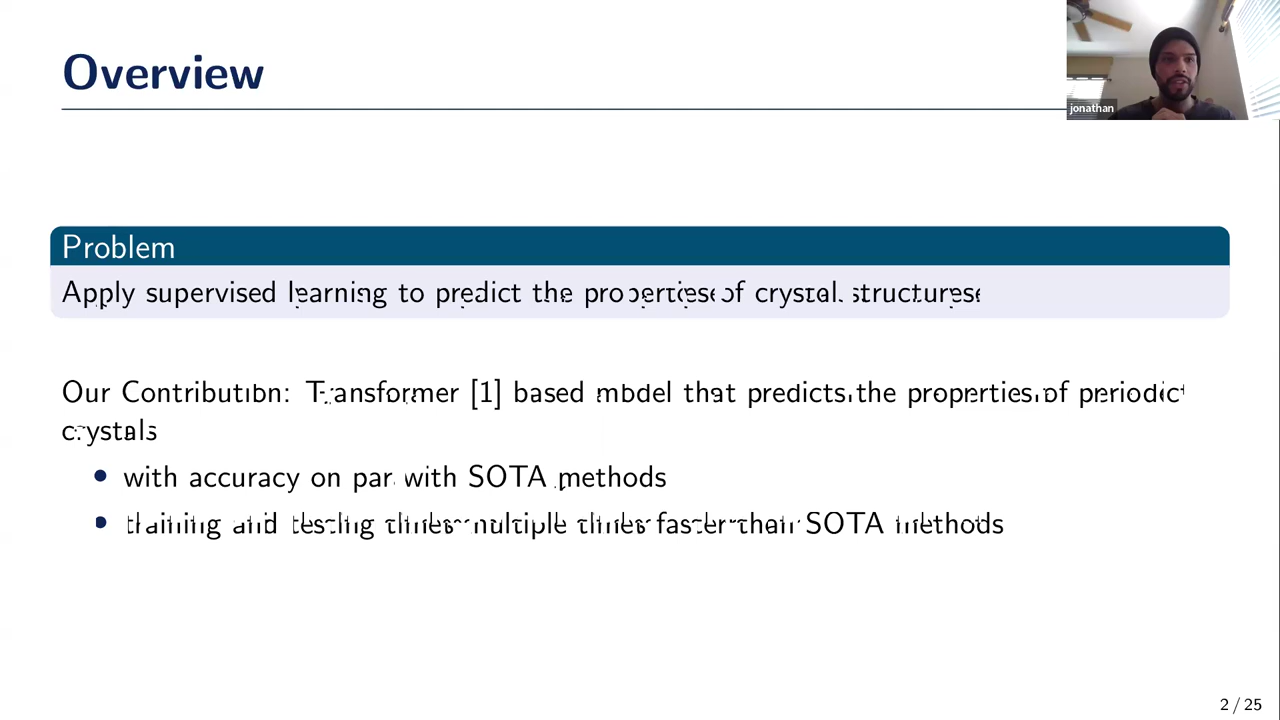 Overview
jonathan
Problem
Apply supervised learning to predict the properties of crystal structures
Our Contribution: Transformer [1] based model that predicts the properties of periodic
crystals
with accuracy on par with SOTA methods
training and testing times multiple times faster than SOTA methods
2 / 25